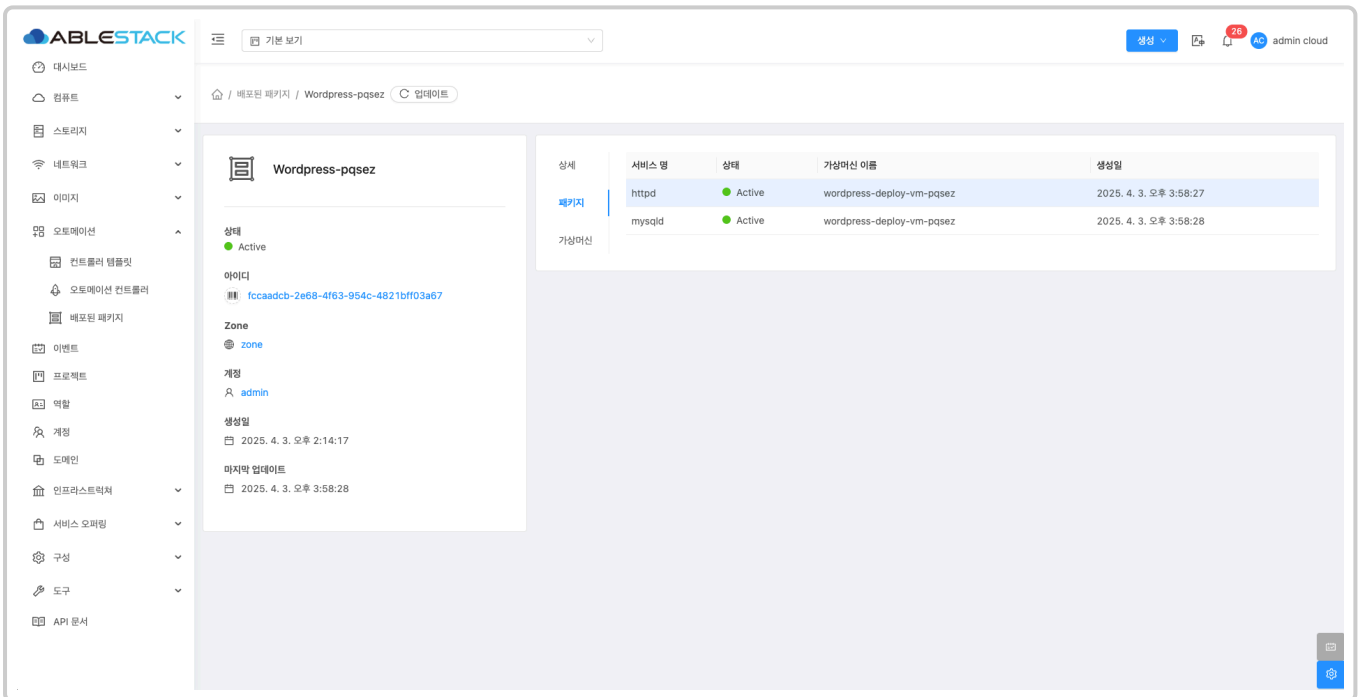 ABLESTACK
기본 보기
생성
26
AC
admin cloud
대시보드
컴퓨트
스토리지
네트워크
이미지
오토메이션
컨트롤러 템플릿
오토메이션 컨트롤러
배포된 패키지
이벤트
프로젝트
역할
계정
도메인
인프라스트럭쳐
서비스 오퍼링
구성
도구
API 문서
/ 배포된 패키지 / Wordpress-pqsez
업데이트
Wordpress-pqsez
상태
Active
아이디
fccaadcb-2e68-4f63-954c-4821bff03a67
Zone
zone
계정
admin
생성일
2025. 4. 3. 오후 2:14:17
마지막 업데이트
2025. 4. 3. 오후 3:58:28
상세
패키지
가상머신
서비스 명 상태 가상머신 이름 생성일
httpd Active wordpress-deploy-vm-pqsez 2025. 4. 3. 오후 3:58:27
mysqld Active wordpress-deploy-vm-pqsez 2025. 4. 3. 오후 3:58:28